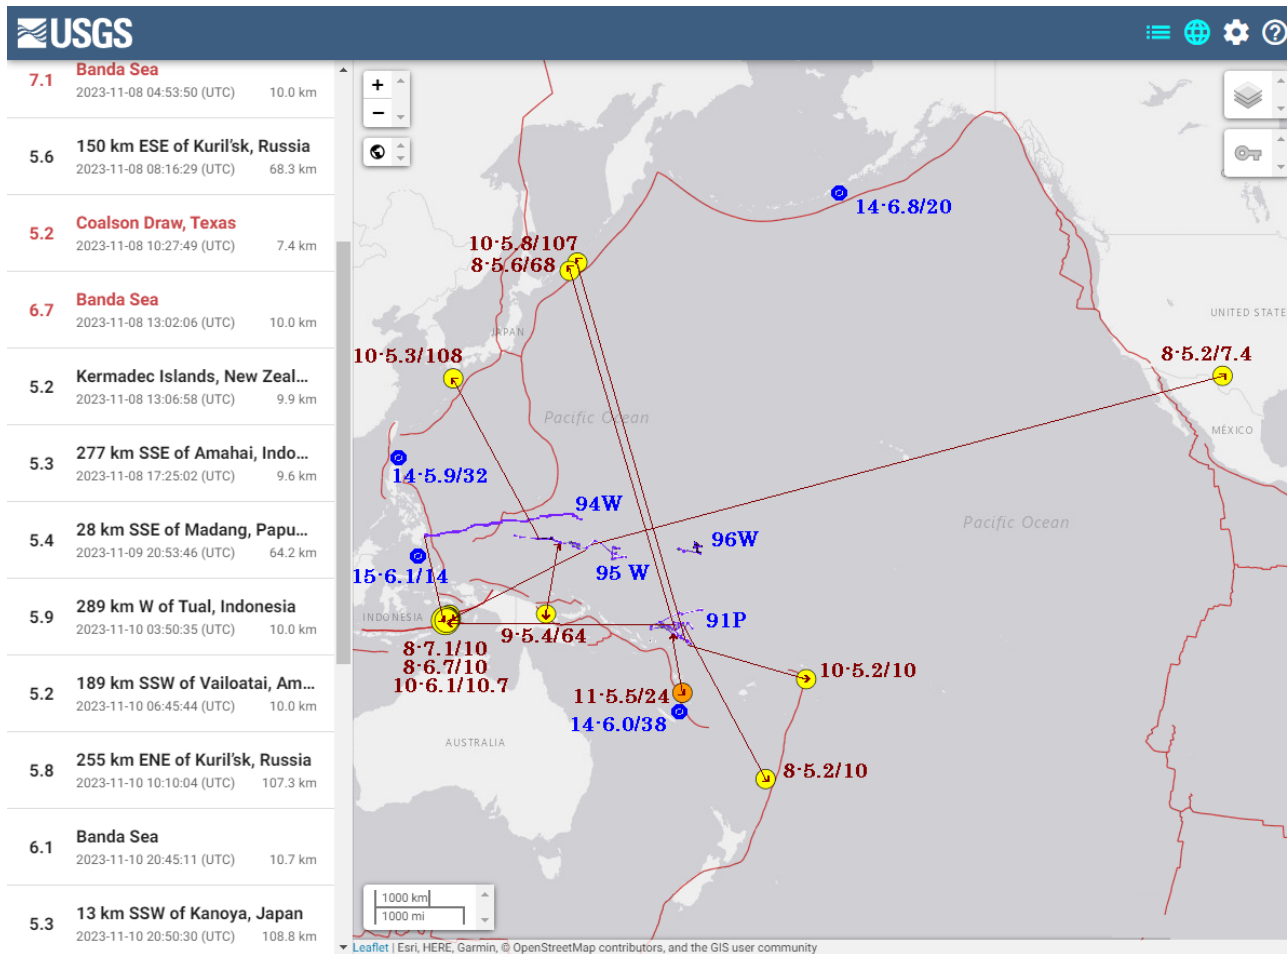 USGS
7.1
Banda Sea
2023-11-08 04:53:50 (UTC) 10.0 km
5.6
150 km ESE of Kuril'sk, Russia
2023-11-08 08:16:29 (UTC) 68.3 km
5.2
Coalson Draw, Texas
2023-11-08 10:27:49 (UTC) 7.4 km
6.7
Banda Sea
2023-11-08 13:02:06 (UTC) 10.0 km
5.2
Kermadec Islands, New Zeal...
2023-11-08 13:06:58 (UTC) 9.9 km
5.3
277 km SSE of Amahai, Indo...
2023-11-08 17:25:02 (UTC) 9.6 km
5.4
28 km SSE of Madang, Papu...
2023-11-09 20:53:46 (UTC) 64.2 km
5.9
289 km W of Tual, Indonesia
2023-11-10 03:50:35 (UTC) 10.0 km
5.2
189 km SSW of Vailoatai, Am...
2023-11-10 06:45:44 (UTC) 10.0 km
5.8
255 km ENE of Kuril'sk, Russia
2023-11-10 10:10:04 (UTC) 107.3 km
6.1
Banda Sea
2023-11-10 20:45:11 (UTC) 10.7 km
5.3
13 km SSW of Kanoya, Japan
2023-11-10 20:50:30 (UTC) 108.8 km
+
−
14-6.8/20
10-5.8/107
8-5.6/68
JAPAN
UNITED STATE
10-5.3/108
8-5.2/7.4
Pacific Ocean
MÉXICO
14-5.9/32
94W
Pacific Ocean
96W
95 W
15-6.1/14
INDONESIA
91P
9-5.4/64
8-7.1/10
8-6.7/10
10-6.1/10.7
10-5.2/10
11-5.5/24
14-6.0/38
AUSTRALIA
8-5.2/10
1000 km
1000 mi
Leaflet | Esri, HERE, Garmin, © OpenStreetMap contributors, and the GIS user community